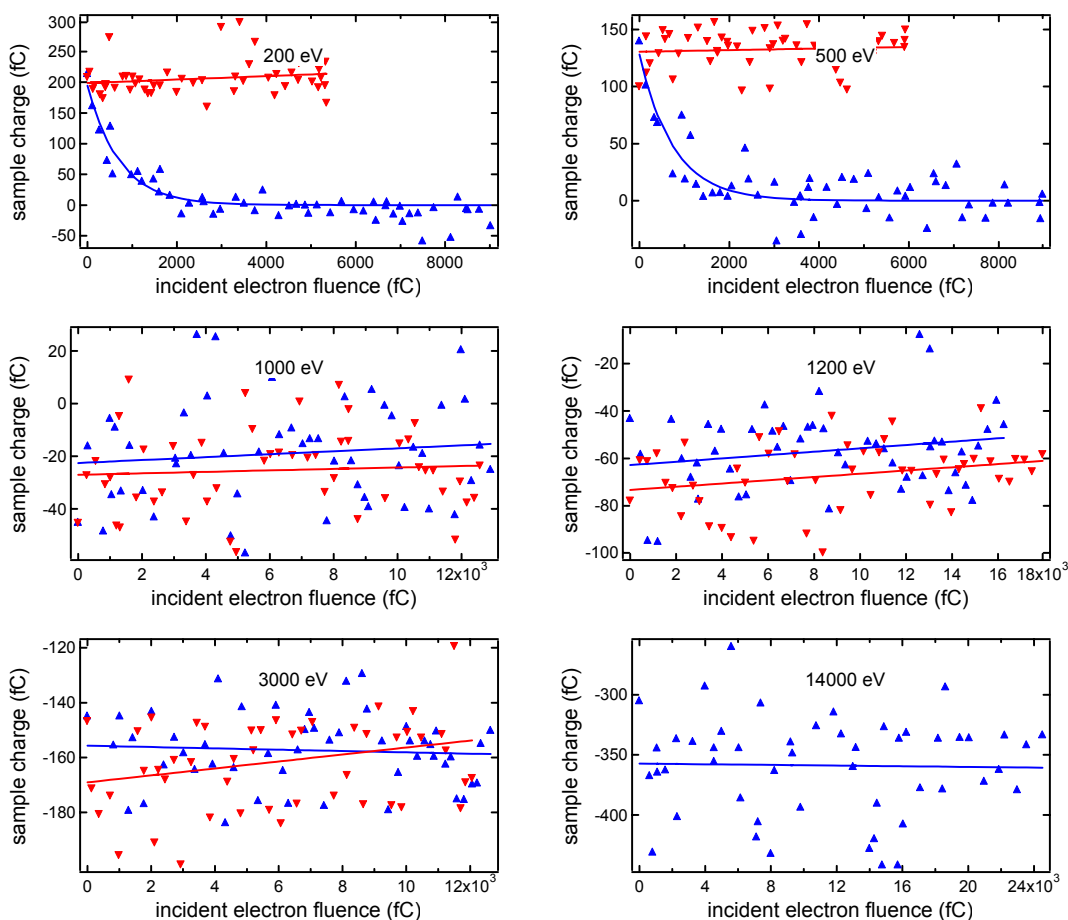 300
250
200
150
100
50
0
-50
sample charge (fC)
200 eV
0 2000 4000 6000 8000
incident electron fluence (fC)
150
100
50
0
sample charge (fC)
500 eV
0 2000 4000 6000 8000
incident electron fluence (fC)
20
0
-20
-40
sample charge (fC)
1000 eV
0 2 4 6 8 10 12x10³
incident electron fluence (fC)
-40
-60
-80
-100
sample charge (fC)
1200 eV
0 2 4 6 8 10 12 14 16 18x10³
incident electron fluence (fC)
-120
-140
-160
-180
sample charge (fC)
3000 eV
0 2 4 6 8 10 12x10³
incident electron fluence (fC)
-300
-350
-400
sample charge (fC)
14000 eV
0 4 8 12 16 20 24x10³
incident electron fluence (fC)